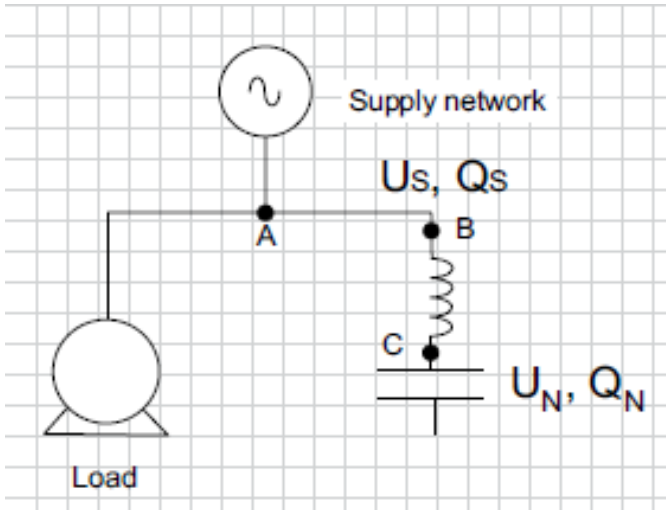 Supply network
Us, Qs
A
B
C
UN, QN
Load